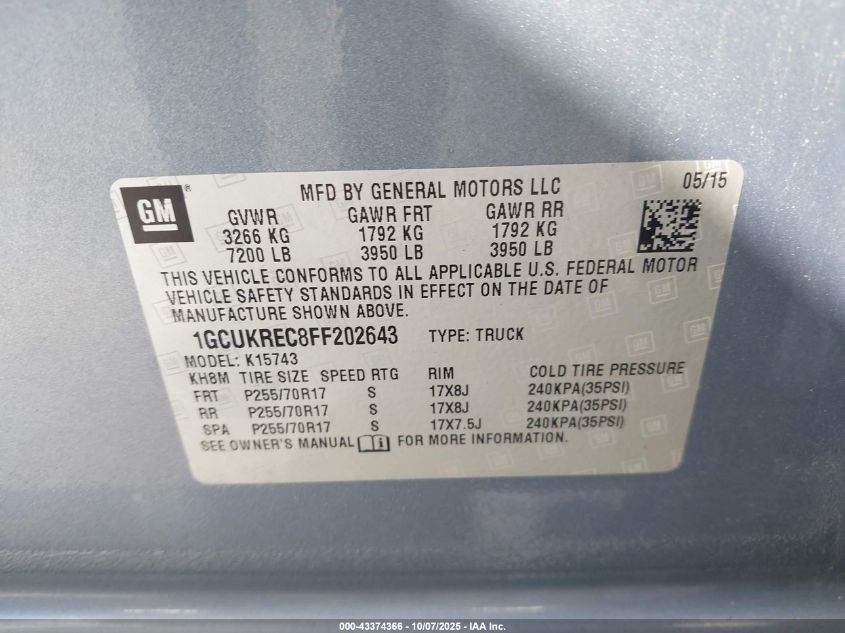 GM ®
MFD BY GENERAL MOTORS LLC 05/15
GVWR GAWR FRT GAWR RR
3266 KG 1792 KG 1792 KG
7200 LB 3950 LB 3950 LB
THIS VEHICLE CONFORMS TO ALL APPLICABLE U.S. FEDERAL MOTOR
VEHICLE SAFETY STANDARDS IN EFFECT ON THE DATE OF
MANUFACTURE SHOWN ABOVE.
1GCUKREC8FF202643 TYPE: TRUCK
MODEL: K15743
KH8M TIRE SIZE SPEED RTG RIM COLD TIRE PRESSURE
FRT P255/70R17 S 17X8J 240KPA(35PSI)
RR P255/70R17 S 17X8J 240KPA(35PSI)
SPA P255/70R17 S 17X7.5J 240KPA(35PSI)
SEE OWNER'S MANUAL FOR MORE INFORMATION.
000-43374366 - 10/07/2025 - IAA Inc.